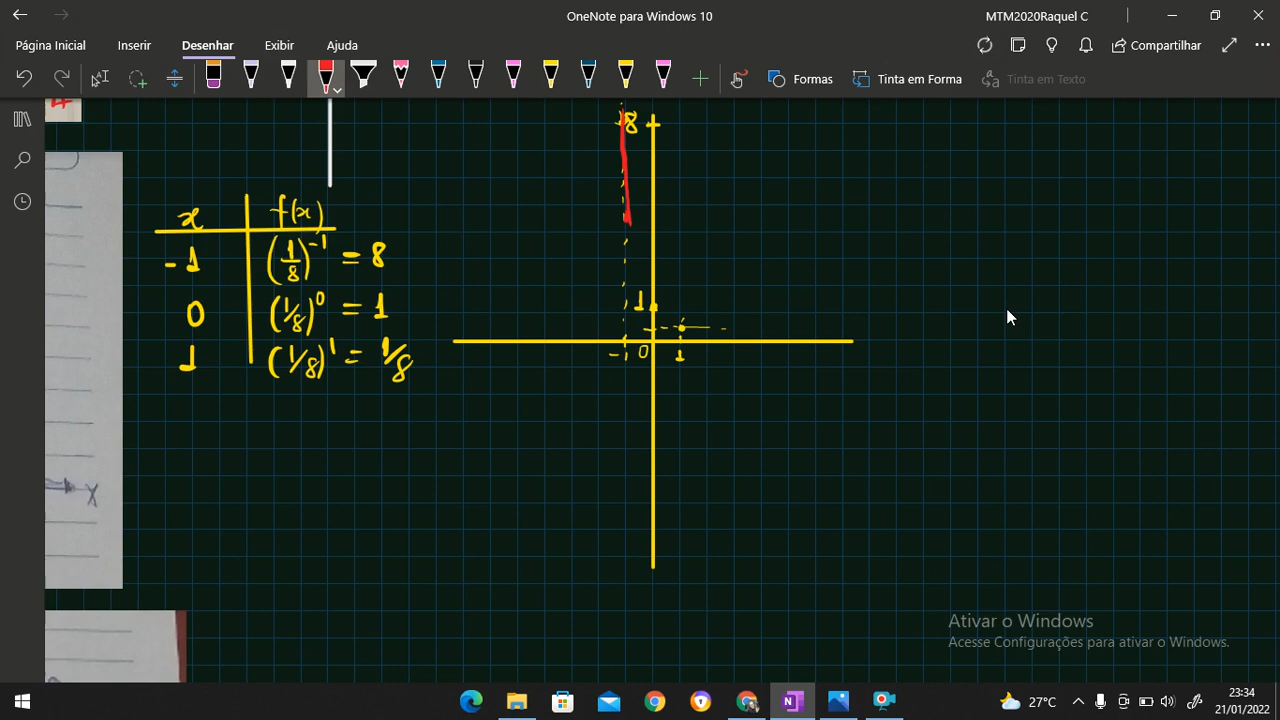 OneNote para Windows 10
MTM2020Raquel C
Página Inicial Inserir Desenhar Exibir Ajuda
Compartilhar
Formas Tinta em Forma Tinta em Texto
4
8
x f(x)
-1 (1/8)^-1 = 8
0 (1/8)^0 = 1
1 (1/8)^1 = 1/8
1
- 0 1
x
Ativar o Windows
Acesse Configurações para ativar o Windows.
27°C
23:34
21/01/2022